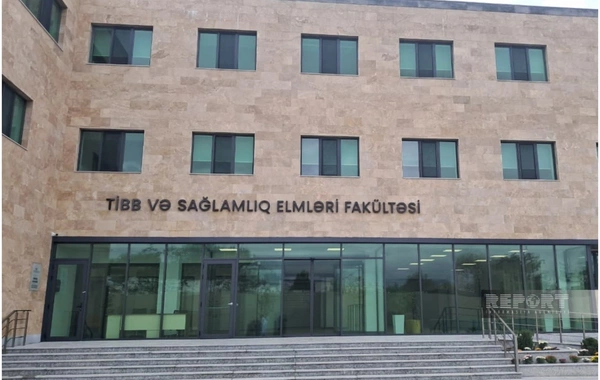 TİBB VƏ SAĞLAMLIQ ELMLƏRİ FAKÜLTƏSİ
REPORT